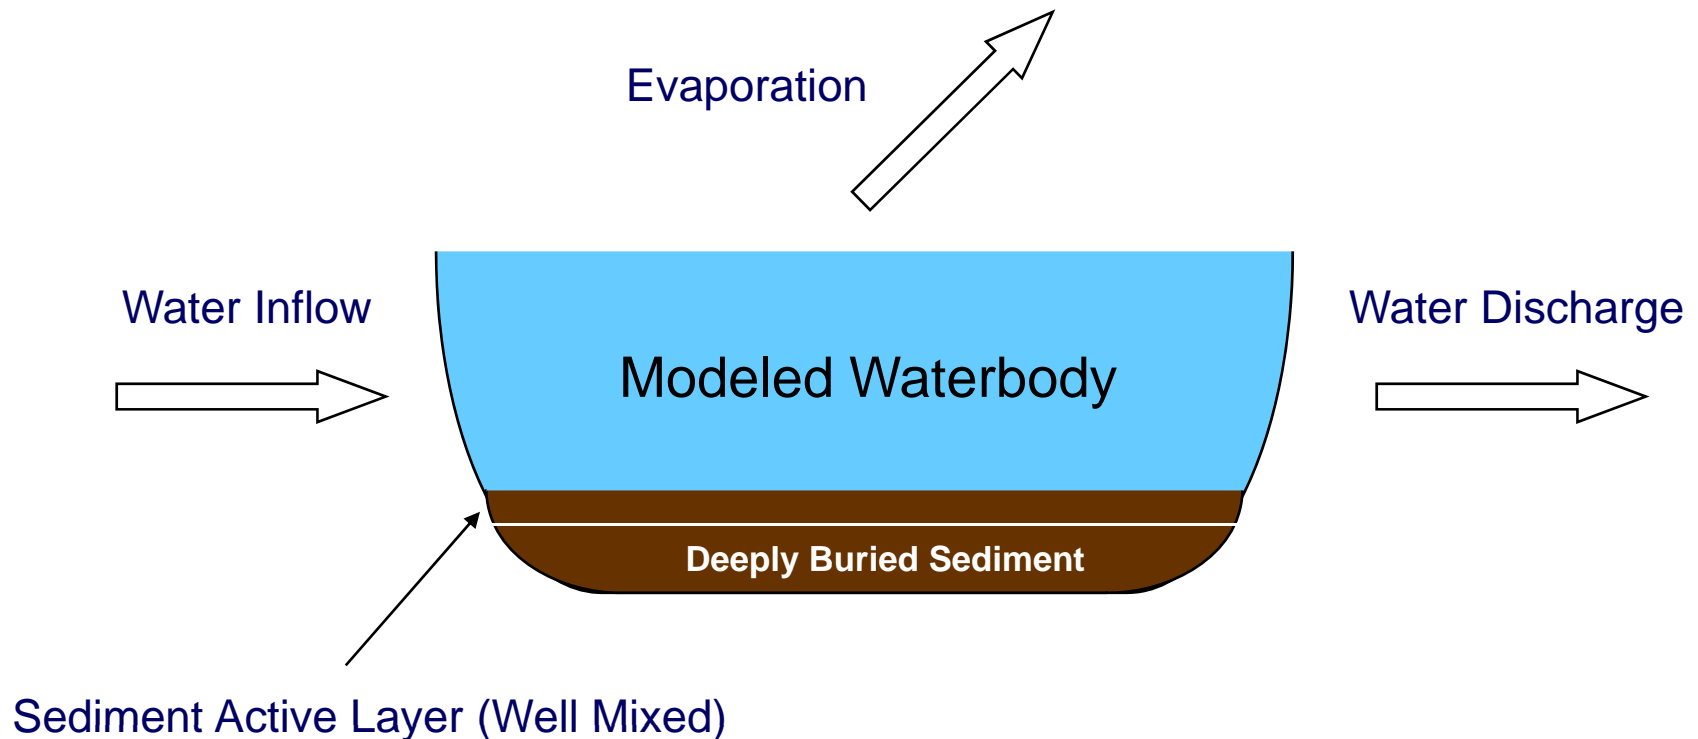 Evaporation
Water Inflow
Water Discharge
Modeled Waterbody
Deeply Buried Sediment
Sediment Active Layer (Well Mixed)